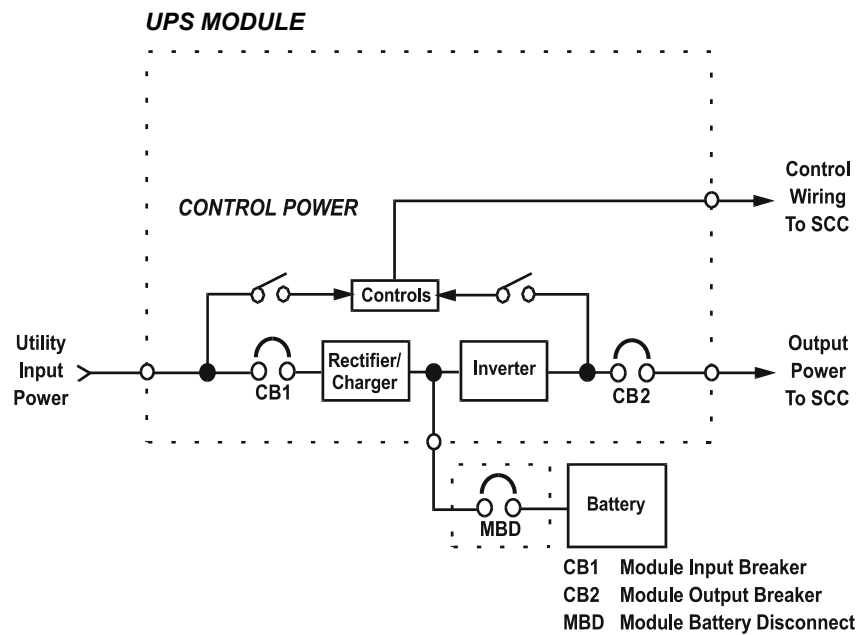 UPS MODULE
CONTROL POWER
Control
Wiring
To SCC
Controls
Utility
Input
Power
CB1
Rectifier/
Charger
Inverter
CB2
Output
Power
To SCC
MBD
Battery
CB1 Module Input Breaker
CB2 Module Output Breaker
MBD Module Battery Disconnect